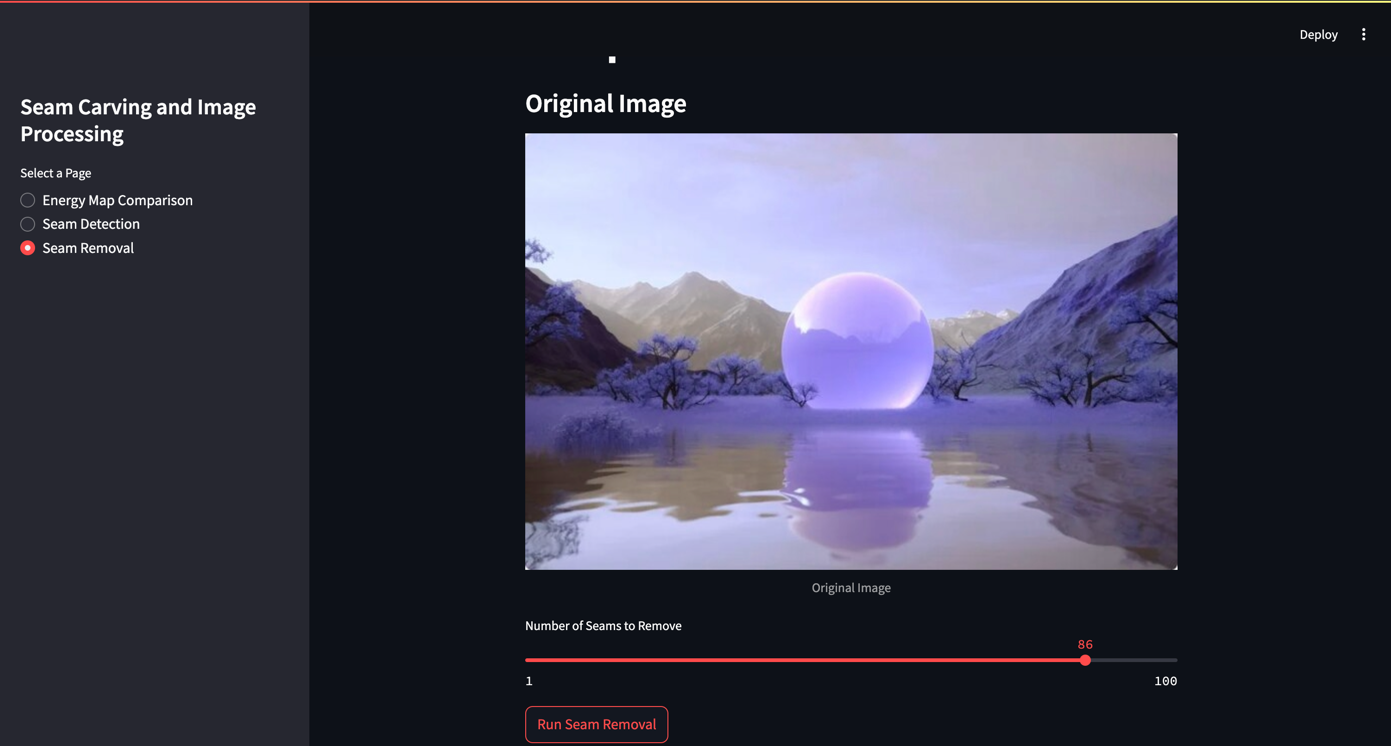 Deploy
Seam Carving and Image
Processing
Select a Page
Energy Map Comparison
Seam Detection
Seam Removal
Original Image
Original Image
Number of Seams to Remove
86
1
100
Run Seam Removal